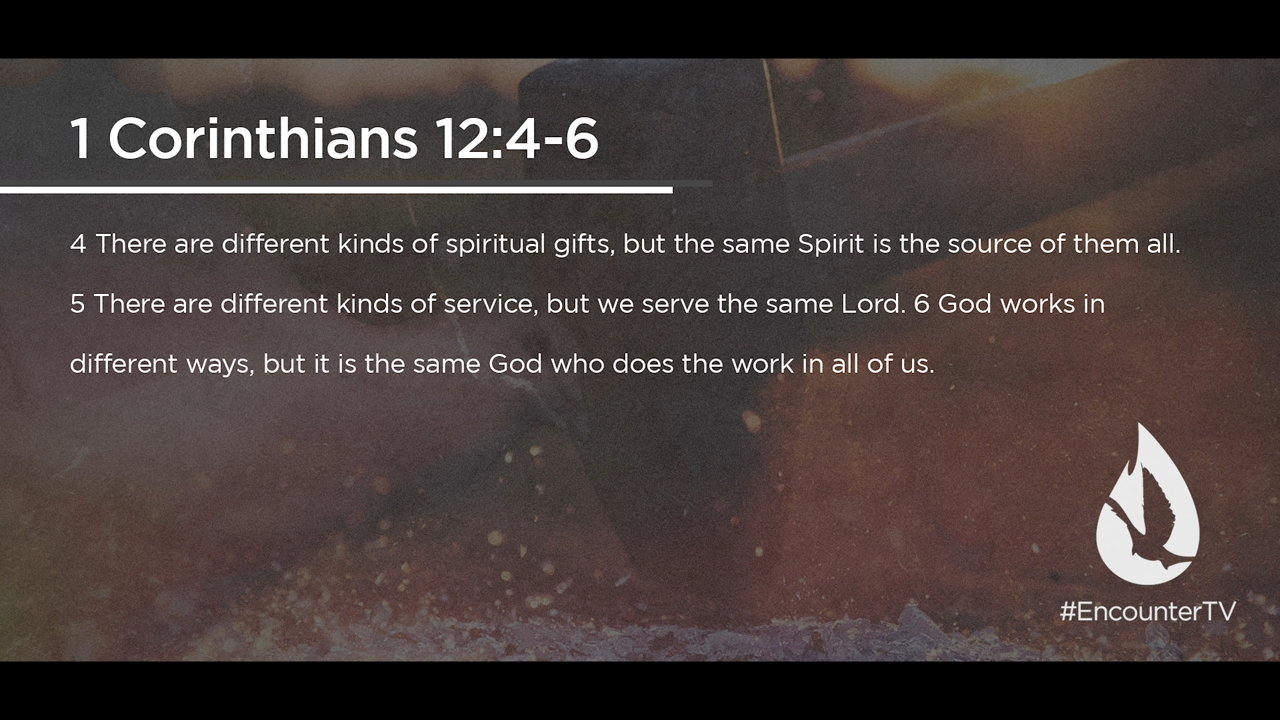 1 Corinthians 12:4-6
4 There are different kinds of spiritual gifts, but the same Spirit is the source of them all.
5 There are different kinds of service, but we serve the same Lord. 6 God works in
different ways, but it is the same God who does the work in all of us.
#EncounterTV